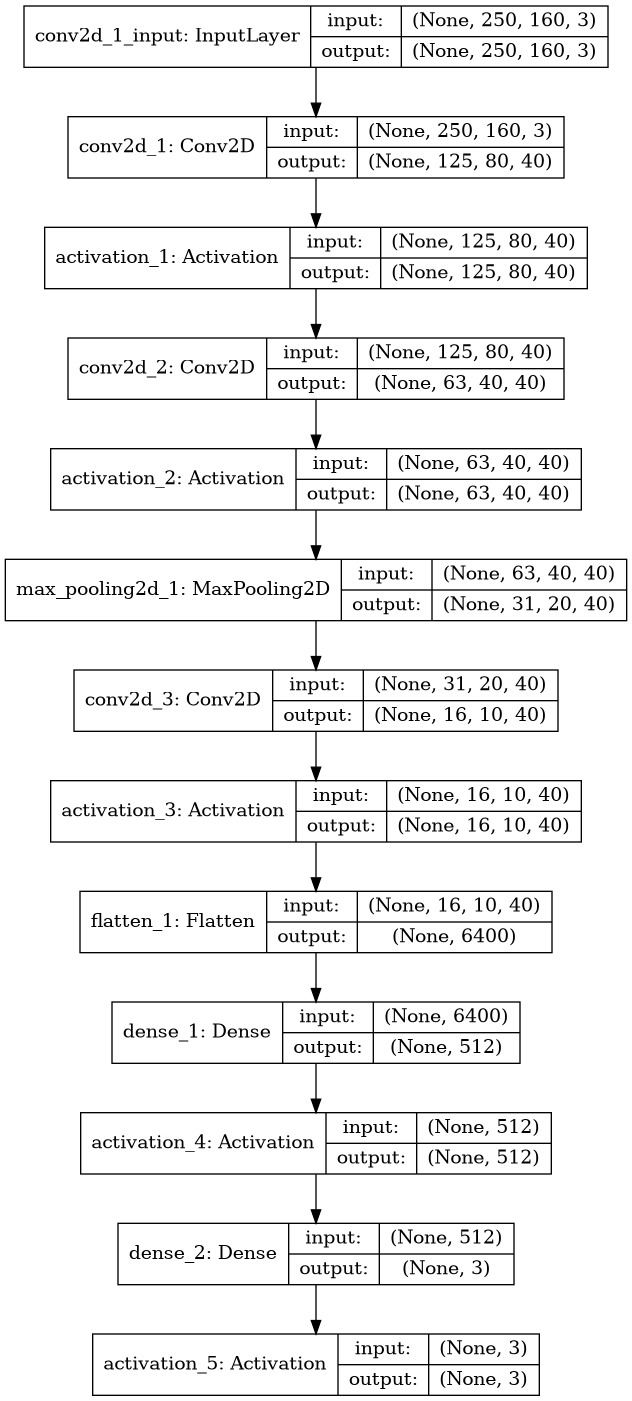 conv2d_1_input: InputLayer
input: (None, 250, 160, 3)
output: (None, 250, 160, 3)
conv2d_1: Conv2D
input: (None, 250, 160, 3)
output: (None, 125, 80, 40)
activation_1: Activation
input: (None, 125, 80, 40)
output: (None, 125, 80, 40)
conv2d_2: Conv2D
input: (None, 125, 80, 40)
output: (None, 63, 40, 40)
activation_2: Activation
input: (None, 63, 40, 40)
output: (None, 63, 40, 40)
max_pooling2d_1: MaxPooling2D
input: (None, 63, 40, 40)
output: (None, 31, 20, 40)
conv2d_3: Conv2D
input: (None, 31, 20, 40)
output: (None, 16, 10, 40)
activation_3: Activation
input: (None, 16, 10, 40)
output: (None, 16, 10, 40)
flatten_1: Flatten
input: (None, 16, 10, 40)
output: (None, 6400)
dense_1: Dense
input: (None, 6400)
output: (None, 512)
activation_4: Activation
input: (None, 512)
output: (None, 512)
dense_2: Dense
input: (None, 512)
output: (None, 3)
activation_5: Activation
input: (None, 3)
output: (None, 3)